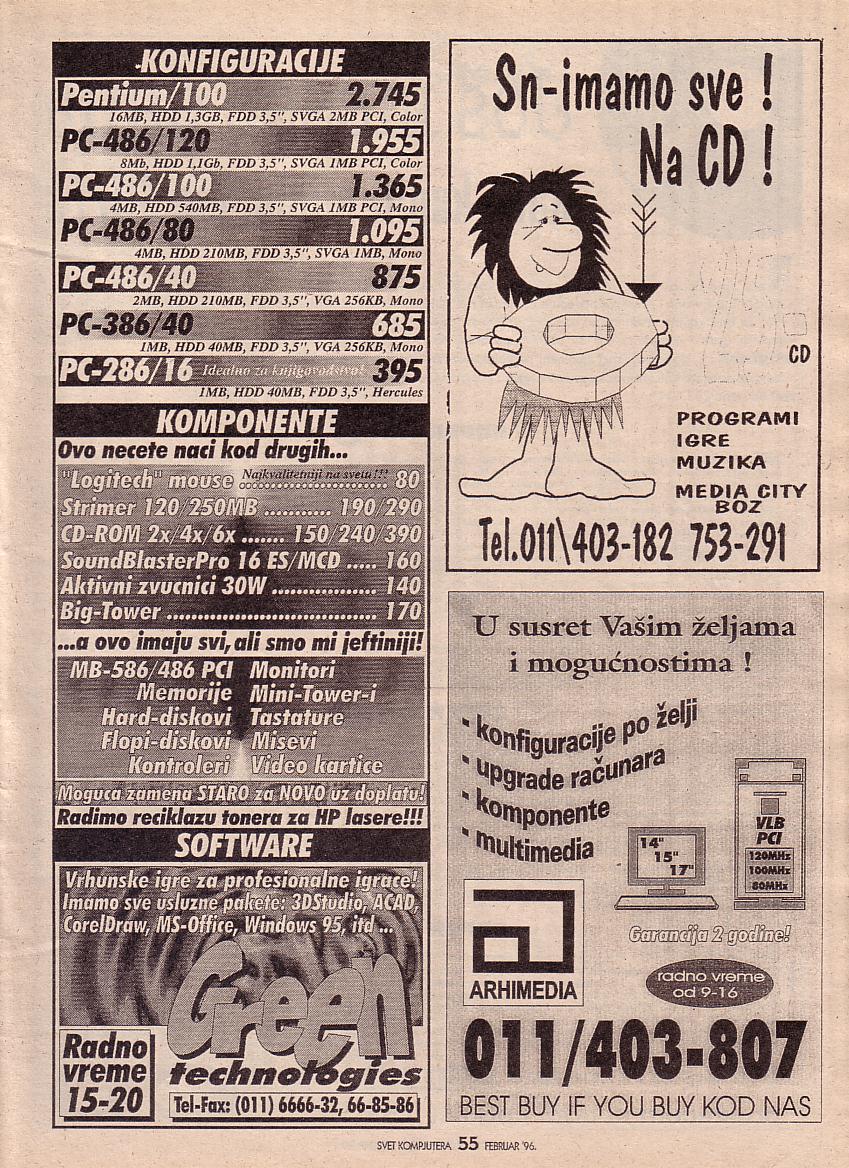 KONFIGURACIJE
Pentium/100 2.745
16MB, HDD 1,3GB, FDD 3,5", SVGA 2MB PCI, Color
PC-486/120 1.955
8Mb, HDD 1,1Gb, FDD 3,5", SVGA 1MB PCI, Color
PC-486/100 1.365
4MB, HDD 540MB, FDD 3,5", SVGA 1MB PCI, Mono
PC-486/80 1.095
4MB, HDD 210MB, FDD 3,5", SVGA 1MB, Mono
PC-486/40 875
2MB, HDD 210MB, FDD 3,5", VGA 256KB, Mono
PC-386/40 685
1MB, HDD 40MB, FDD 3,5", VGA 256KB, Mono
PC-286/16 Idealno za knjigovodstvo! 395
1MB, HDD 40MB, FDD 3,5", Hercules
KOMPONENTE
Ovo necete naci kod drugih...
"Logitech" mouse Najkvalitetniji na svetu!!! 80
Strimer 120/250MB ........... 190/290
CD-ROM 2x/4x/6x ....... 150/240/390
SoundBlasterPro 16 ES/MCD ..... 160
Aktivni zvucnici 30W ................. 140
Big-Tower .................................. 170
...a ovo imaju svi, ali smo mi jeftiniji!
MB-586/486 PCI Monitori
Memorije Mini-Tower-i
Hard-diskovi Tastature
Flopi-diskovi Misevi
Kontroleri Video kartice
Moguca zamena STARO za NOVO uz doplatu!
Radimo reciklazu tonera za HP lasere!!!
SOFTWARE
Vrhunske igre za profesionalne igrace!
Imamo sve usluzne pakete: 3DStudio, ACAD,
CorelDraw, MS-Office, Windows 95, itd ...
Green
technologies
Radno
vreme
15-20
Tel-Fax: (011) 6666-32, 66-85-86
Sn-imamo sve !
Na CD !
CD
PROGRAMI
IGRE
MUZIKA
MEDIA CITY
BOZ
Tel.011\403-182 753-291
U susret Vašim željama
i mogućnostima !
- konfiguracije po želji
- upgrade računara
- komponente
- multimedia
14"
15"
17"
VLB
PCI
120MHz
100MHz
80MHz
Garancija 2 godine!
ARHIMEDIA
radno vreme
od 9-16
011/403-807
BEST BUY IF YOU BUY KOD NAS
SVET KOMPJUTERA 55 FEBRUAR '96.